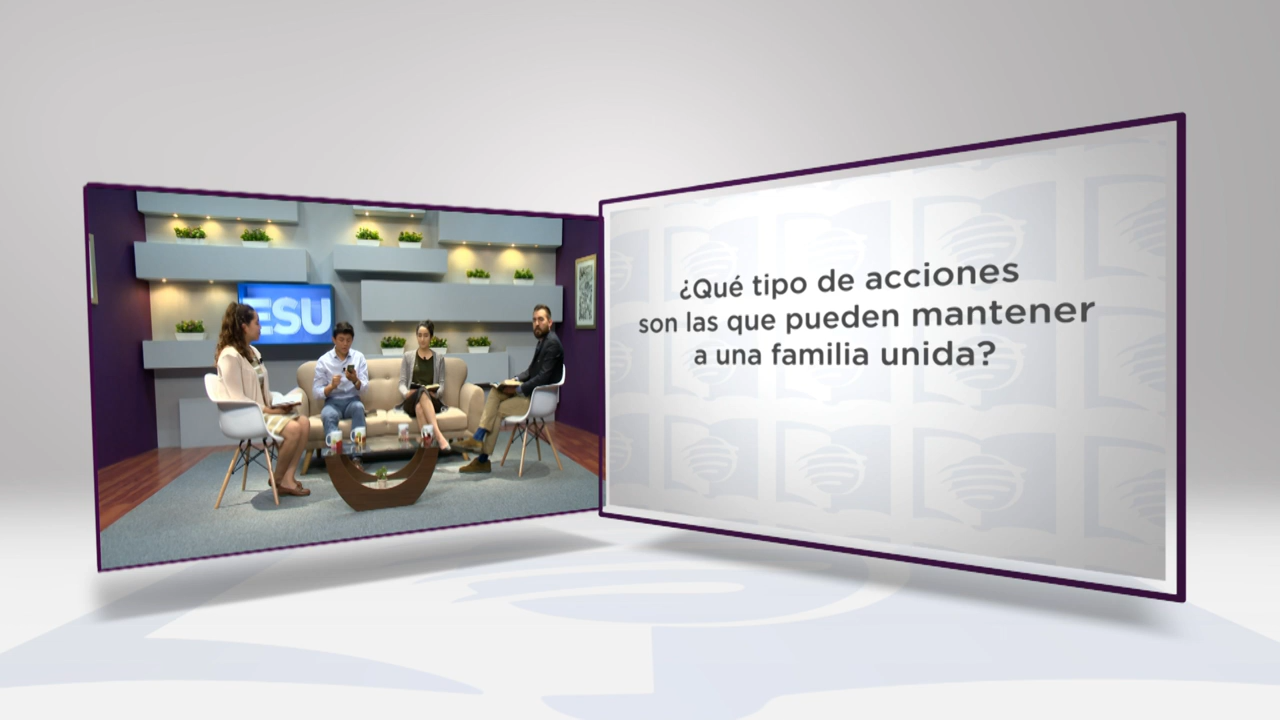 ESU
¿Qué tipo de acciones
son las que pueden mantener
a una familia unida?